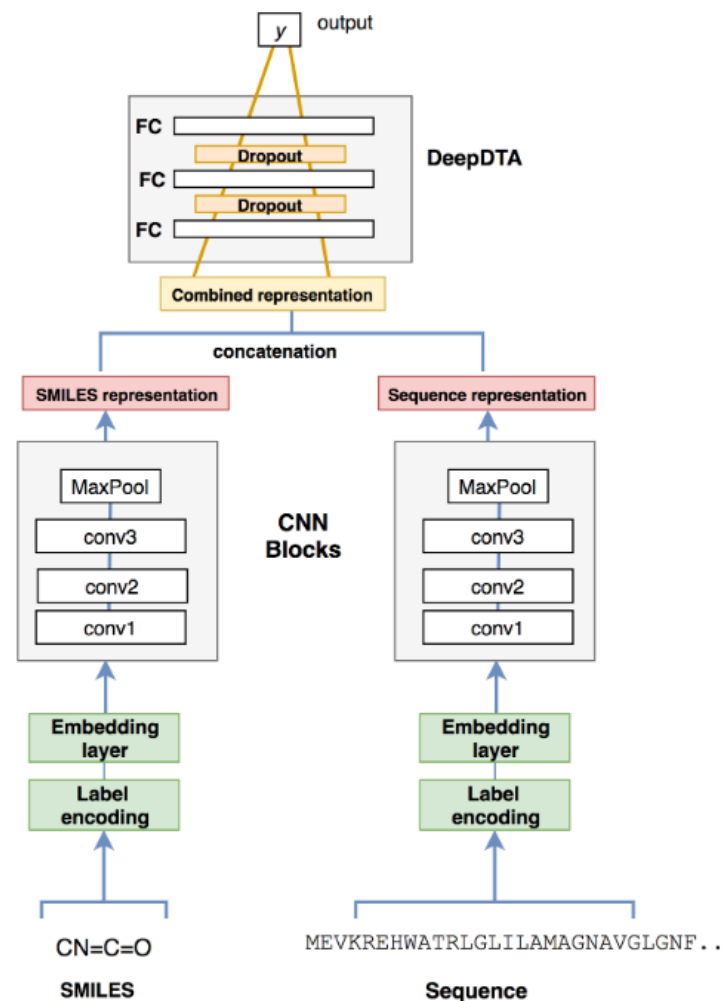 y
output
FC
Dropout
DeepDTA
FC
Dropout
FC
Combined representation
concatenation
SMILES representation
Sequence representation
MaxPool
MaxPool
conv3
CNN
Blocks
conv3
conv2
conv2
conv1
conv1
Embedding
layer
Embedding
layer
Label
encoding
Label
encoding
CN=C=O
MEVKREHWATRLGLILAMAGNAVGLGNF..
SMILES
Sequence